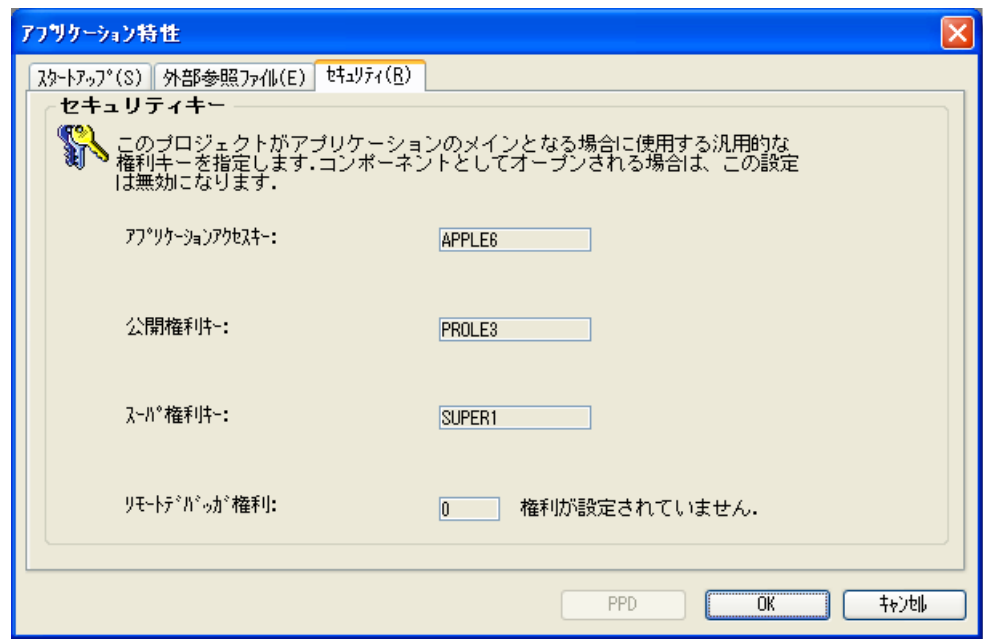 アプリケーション特性
ｽﾀｰﾄｱｯﾌﾟ(S) 外部参照ﾌｧｲﾙ(E) ｾｷｭﾘﾃｨ(R)
セキュリティキー
このプロジェクトがアプリケーションのメインとなる場合に使用する汎用的な
権利キーを指定します.コンポーネントとしてオープンされる場合は、この設定
は無効になります.
ｱﾌﾟﾘｹｰｼｮﾝｱｸｾｽｷｰ: APPLE6
公開権利ｷｰ: PROLE3
ｽｰﾊﾟ権利ｷｰ: SUPER1
ﾘﾓｰﾄﾃﾞﾊﾞｯｶﾞ権利: 0 権利が設定されていません.
PPD OK ｷｬﾝｾﾙ